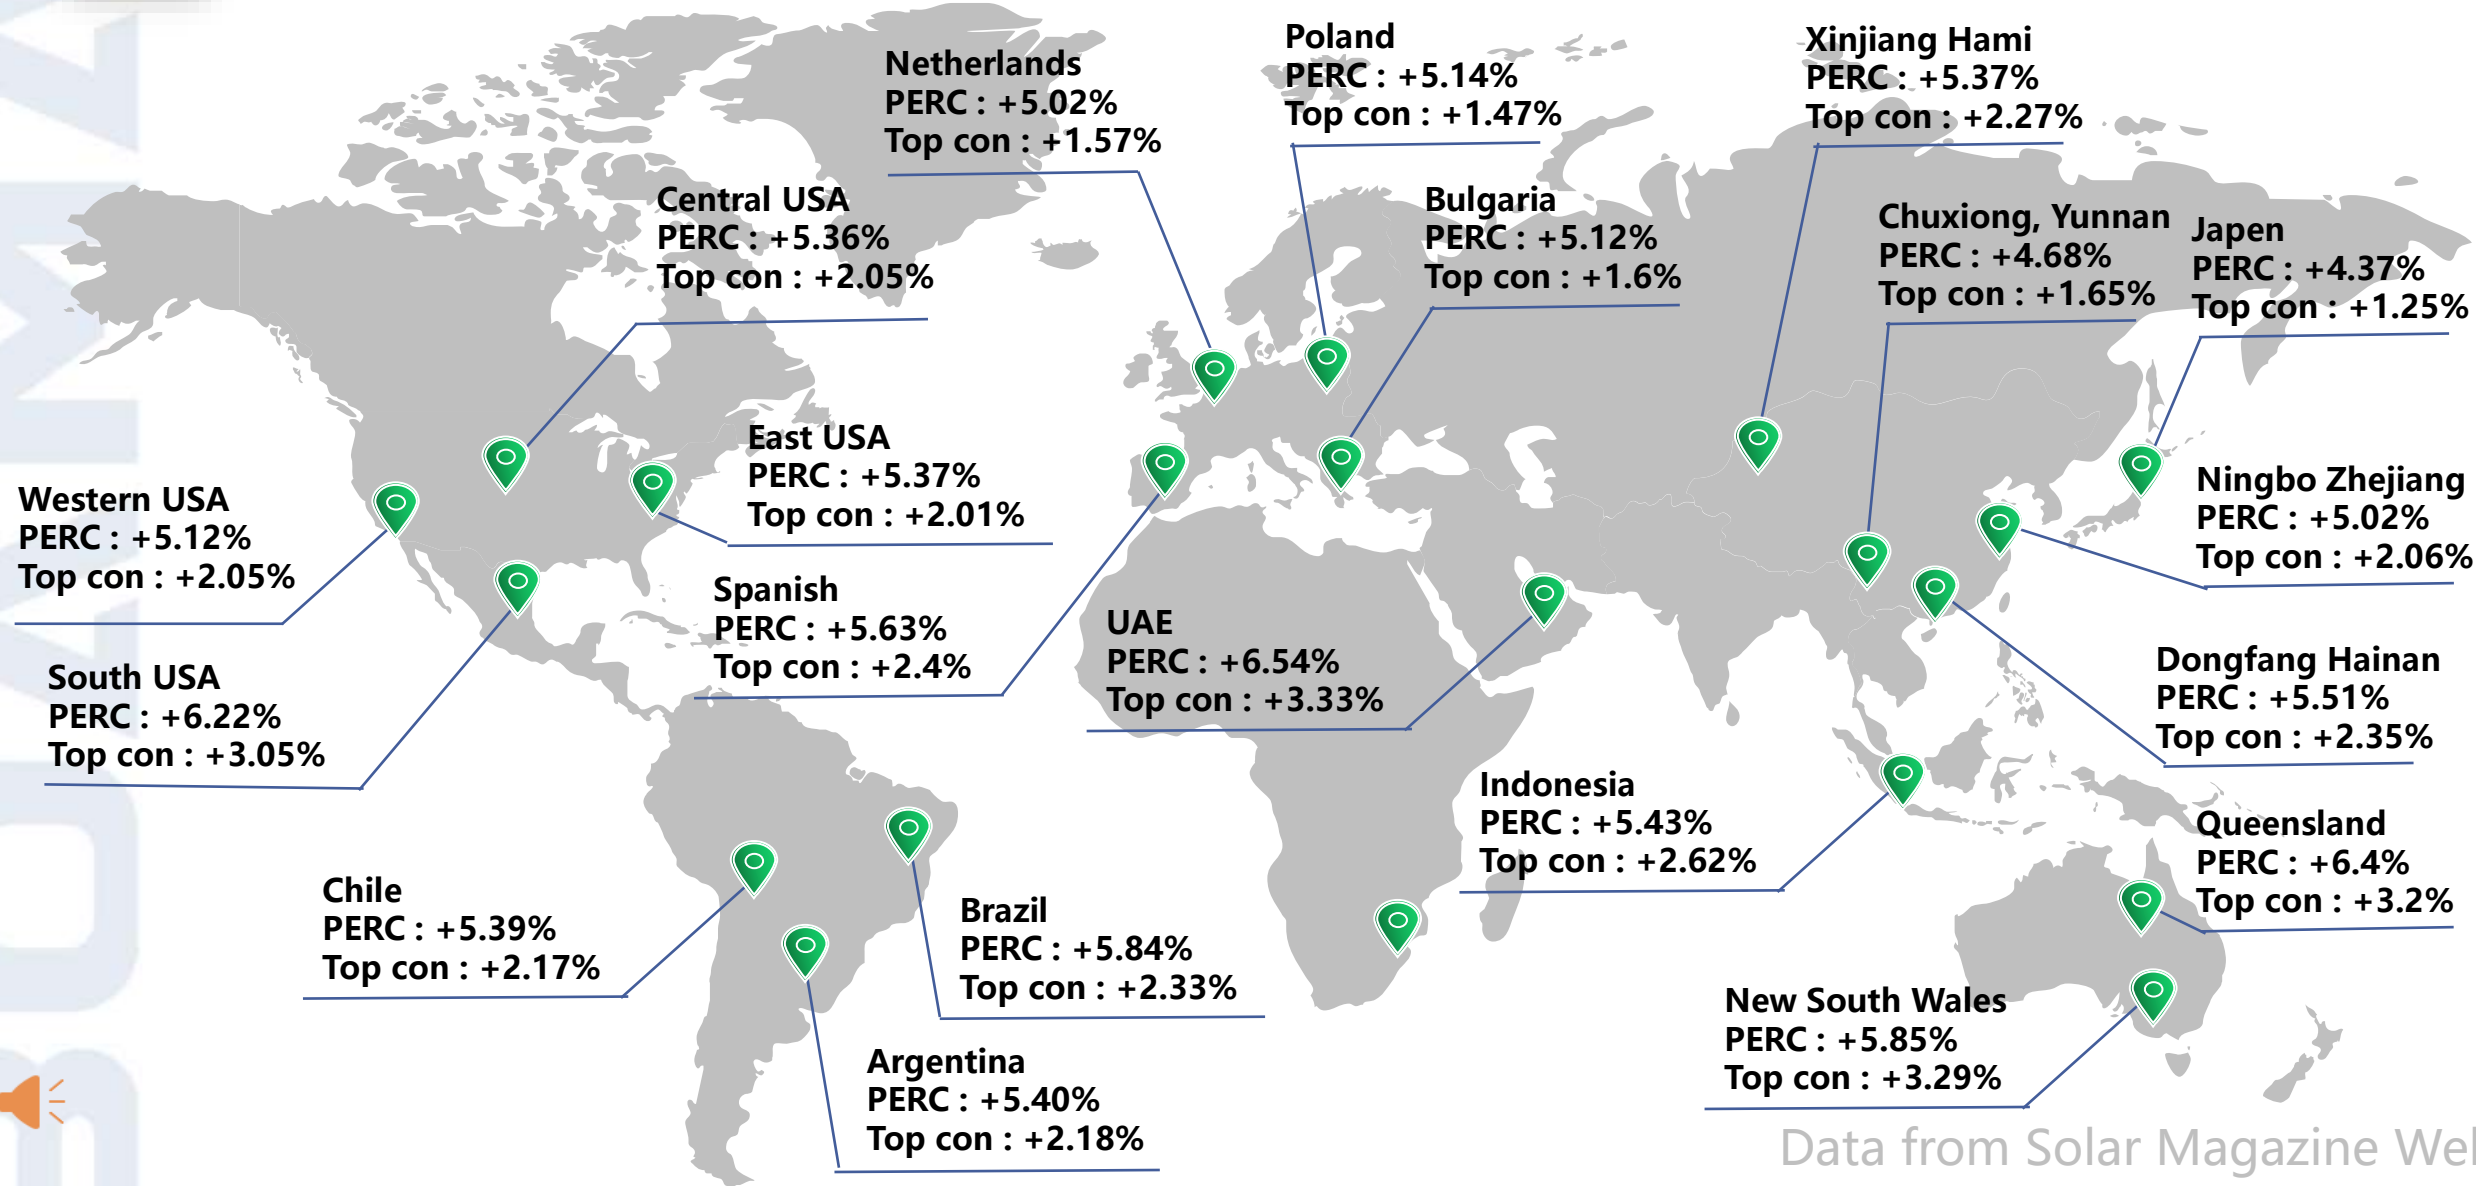 Netherlands
PERC : +5.02%
Top con : +1.57%
Poland
PERC : +5.14%
Top con : +1.47%
Xinjiang Hami
PERC : +5.37%
Top con : +2.27%
Central USA
PERC : +5.36%
Top con : +2.05%
Bulgaria
PERC : +5.12%
Top con : +1.6%
Chuxiong, Yunnan
PERC : +4.68%
Top con : +1.65%
Japen
PERC : +4.37%
Top con : +1.25%
East USA
PERC : +5.37%
Top con : +2.01%
Western USA
PERC : +5.12%
Top con : +2.05%
Ningbo Zhejiang
PERC : +5.02%
Top con : +2.06%
Spanish
PERC : +5.63%
Top con : +2.4%
UAE
PERC : +6.54%
Top con : +3.33%
South USA
PERC : +6.22%
Top con : +3.05%
Dongfang Hainan
PERC : +5.51%
Top con : +2.35%
Indonesia
PERC : +5.43%
Top con : +2.62%
Queensland
PERC : +6.4%
Top con : +3.2%
Chile
PERC : +5.39%
Top con : +2.17%
Brazil
PERC : +5.84%
Top con : +2.33%
New South Wales
PERC : +5.85%
Top con : +3.29%
Argentina
PERC : +5.40%
Top con : +2.18%
Data from Solar Magazine